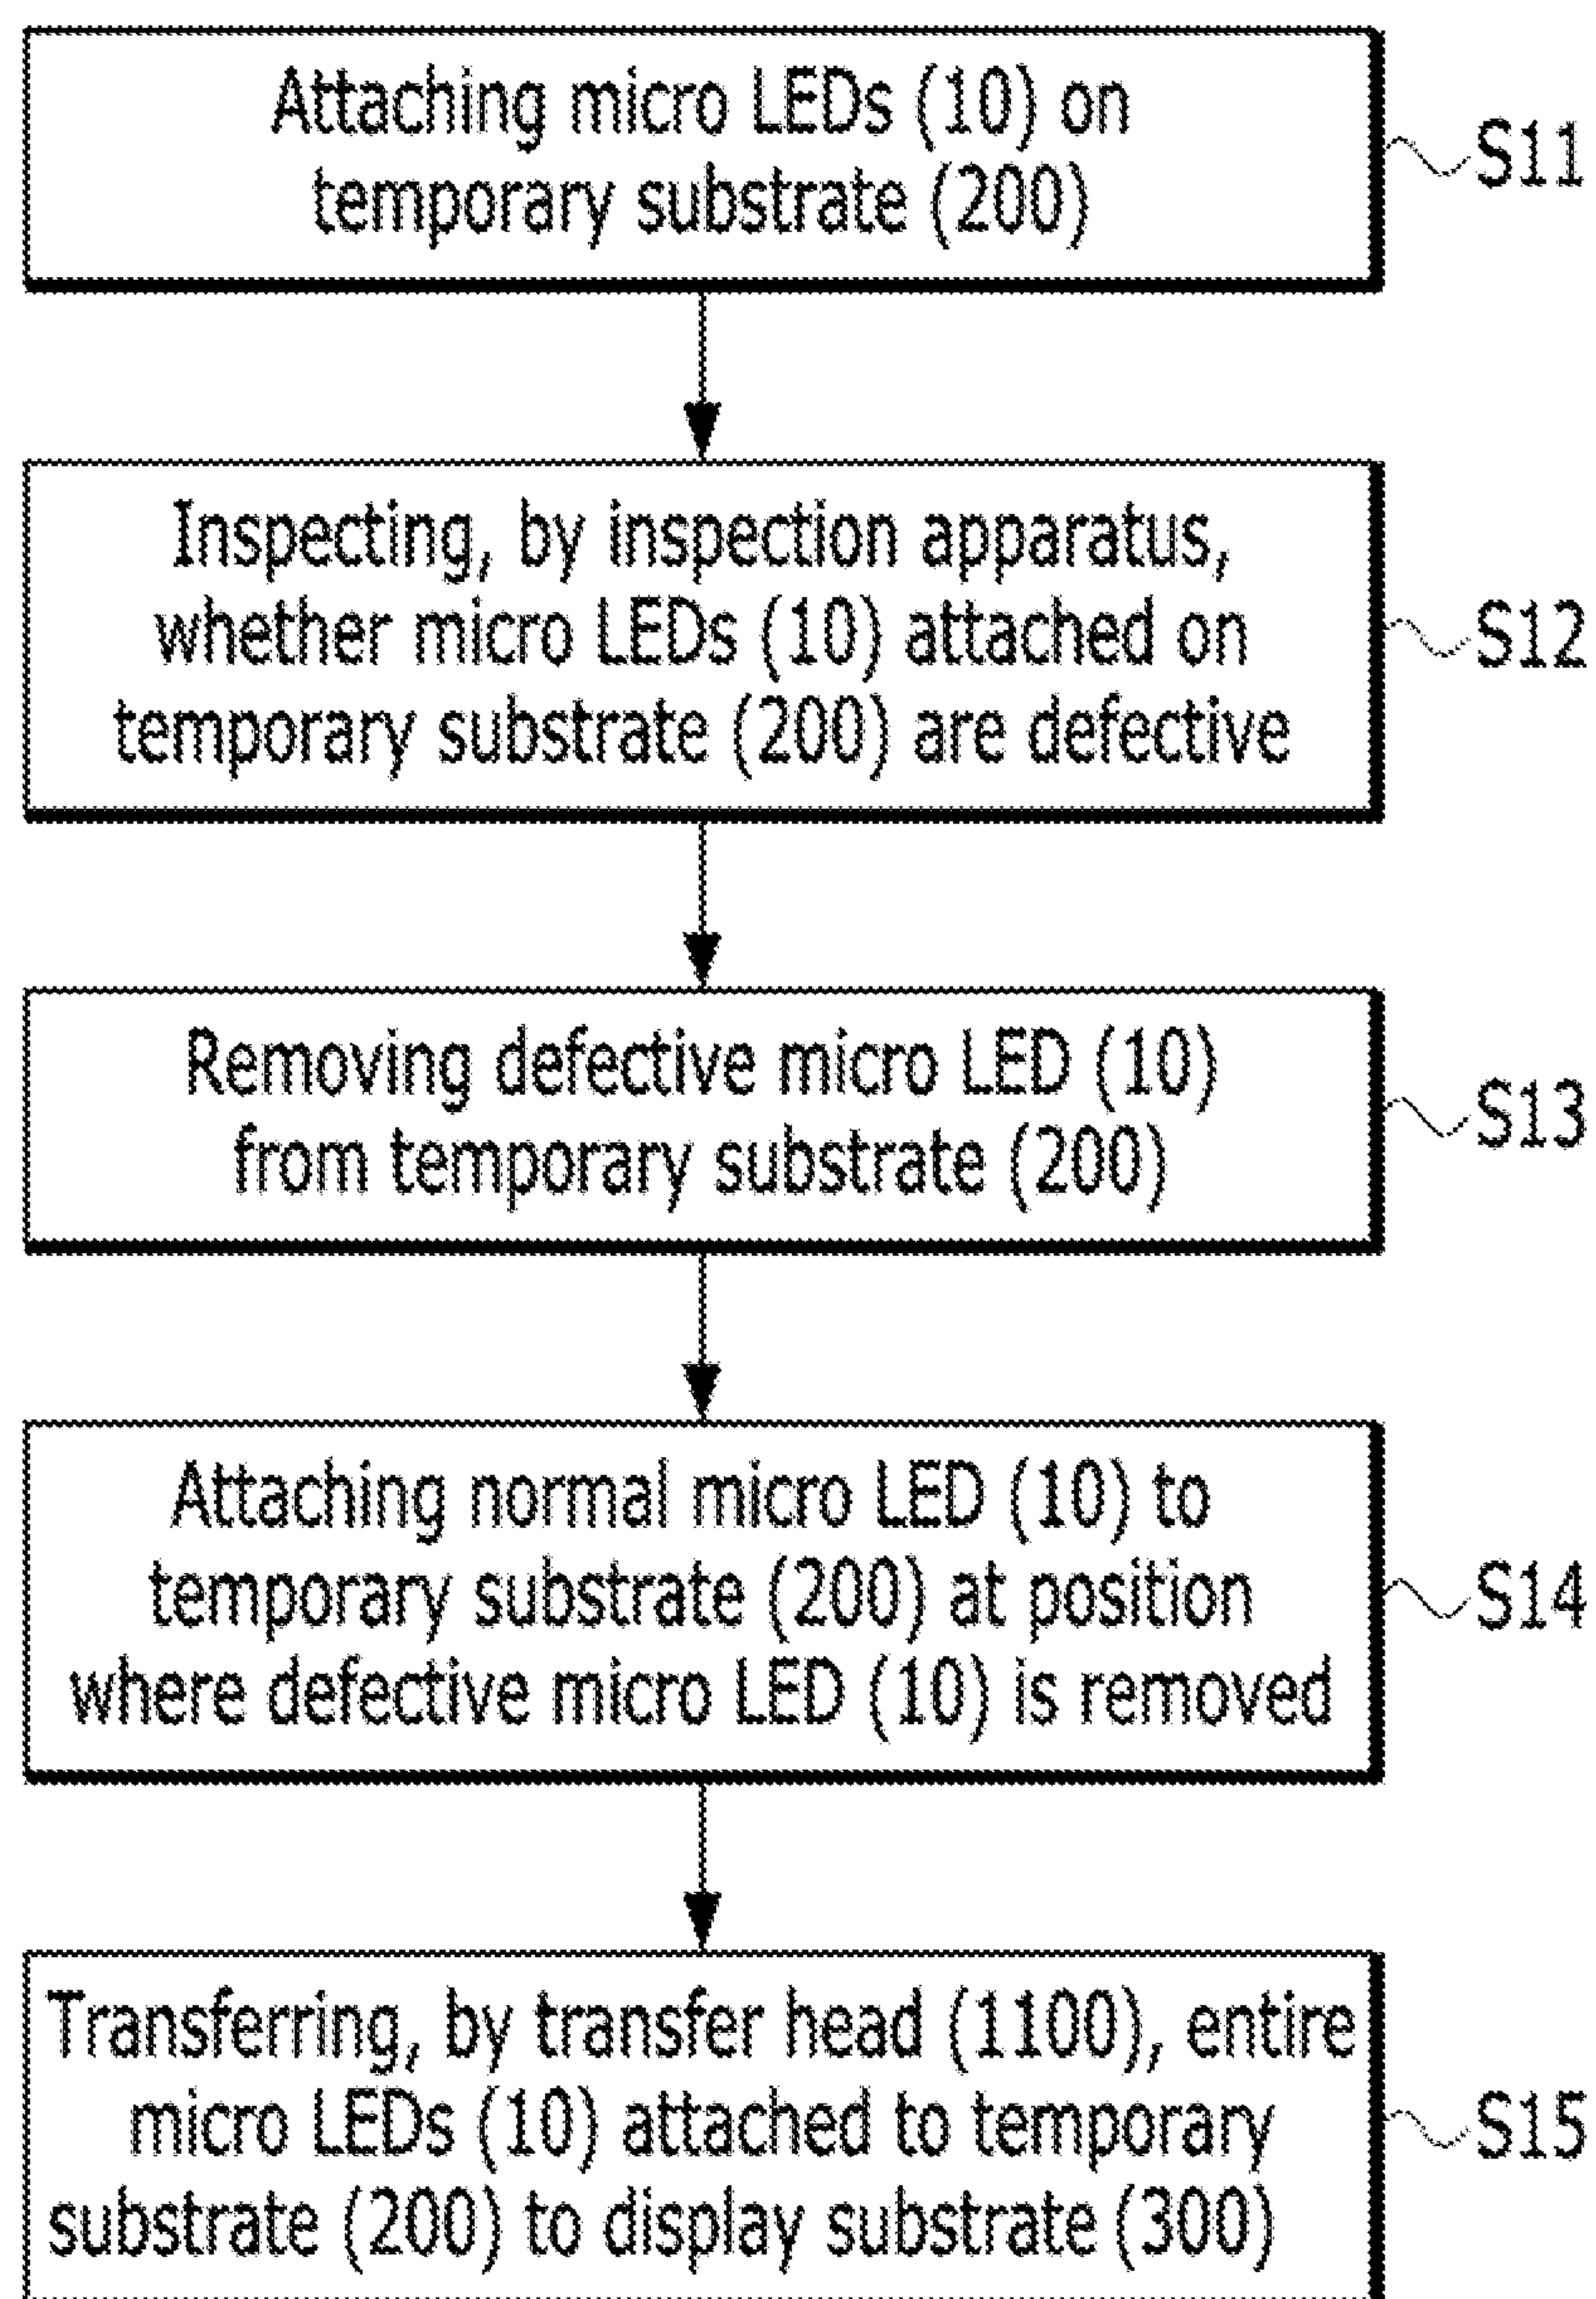 Attaching micro LEDs (10) on
temporary substrate (200)
S11
Inspecting, by inspection apparatus,
whether micro LEDs (10) attached on
temporary substrate (200) are defective
S12
Removing defective micro LED (10)
from temporary substrate (200)
S13
Attaching normal micro LED (10) to
temporary substrate (200) at position
where defective micro LED (10) is removed
S14
Transferring, by transfer head (1100), entire
micro LEDs (10) attached to temporary
substrate (200) to display substrate (300)
S15